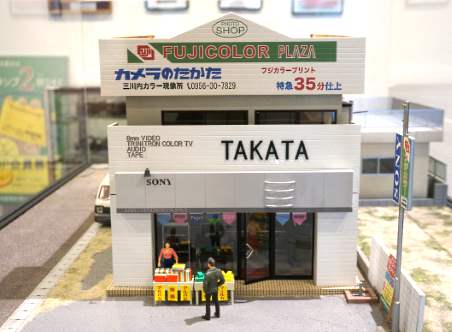 PHOTO
SHOP
FUJICOLOR PLAZA
カメラのたかた
三川内カラー現像所 0956-30-7829
フジカラープリント
特急35分仕上
8mm VIDEO
TRINITRON COLOR TV
AUDIO
TAPE
TAKATA
SONY
SONY